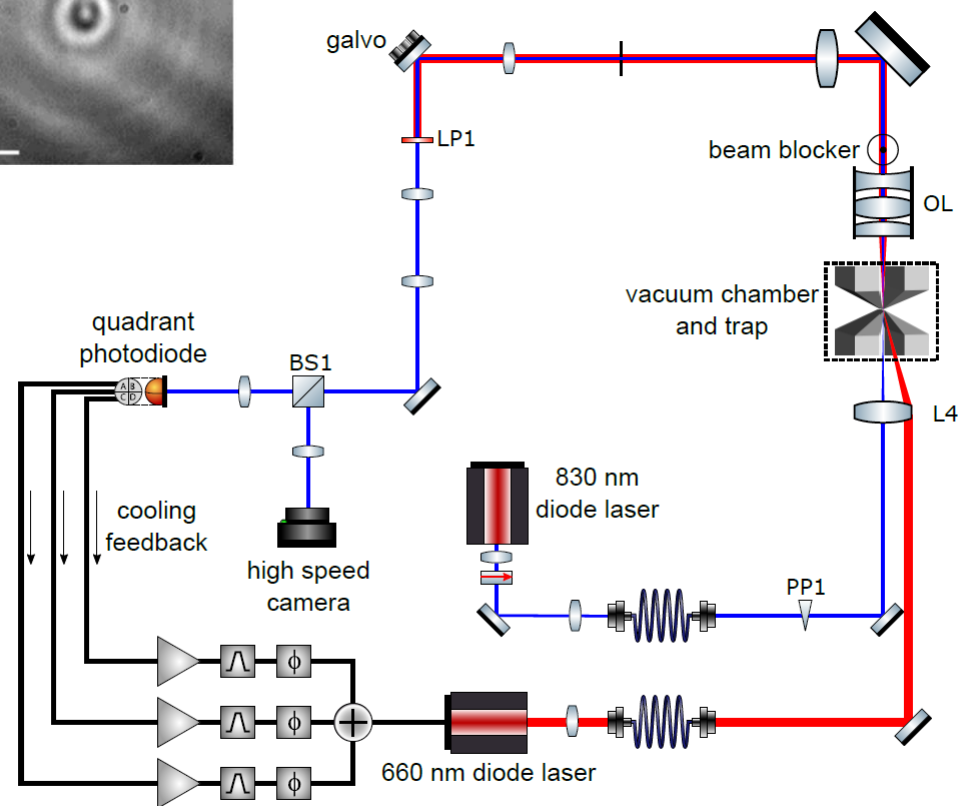 galvo
LP1
beam blocker
OL
vacuum chamber
and trap
quadrant
photodiode
BS1
A B
C D
L4
830 nm
diode laser
cooling
feedback
high speed
camera
PP1
ϕ
ϕ
+
660 nm diode laser
ϕ